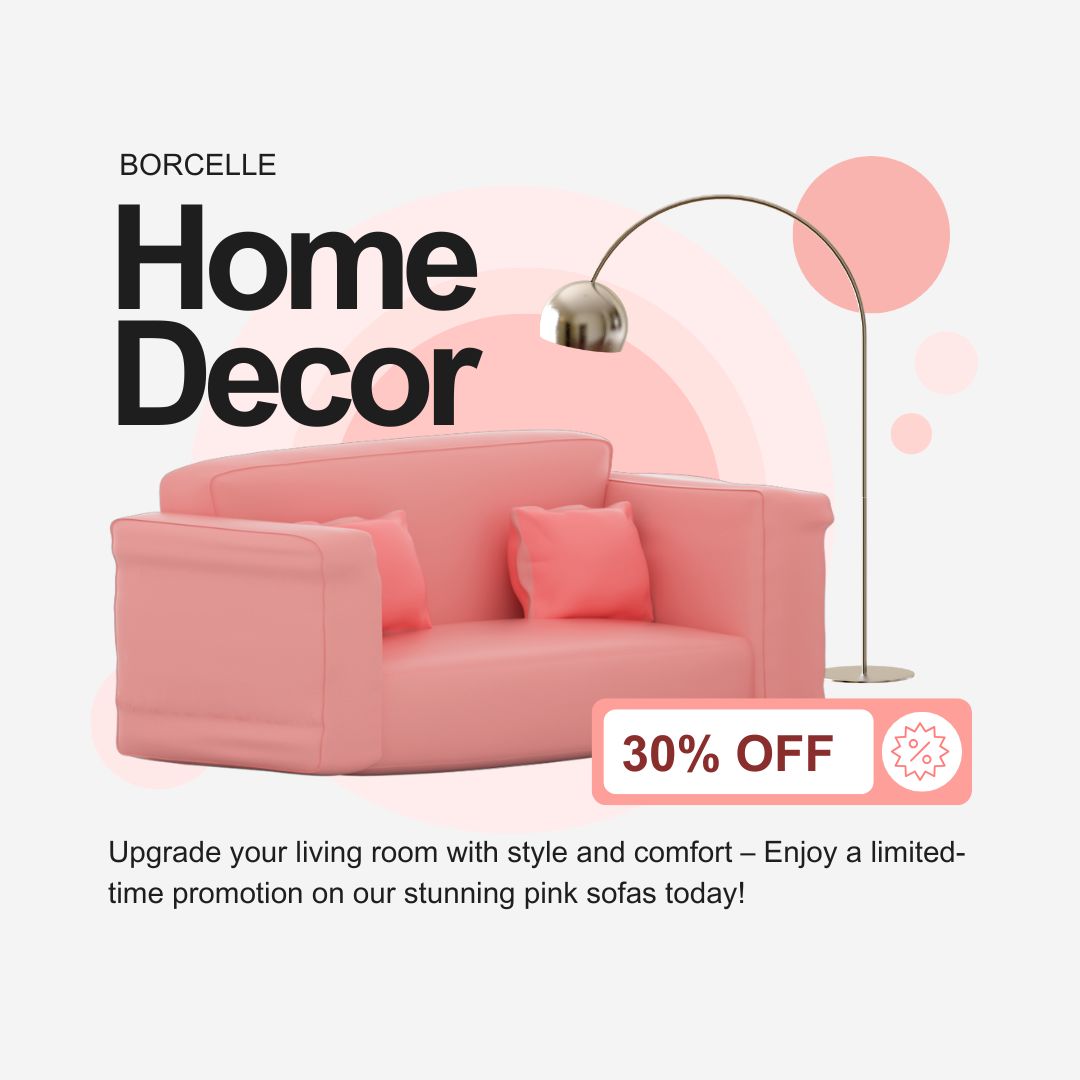 BORCELLE
Home
Decor
30% OFF
Upgrade your living room with style and comfort – Enjoy a limited-
time promotion on our stunning pink sofas today!